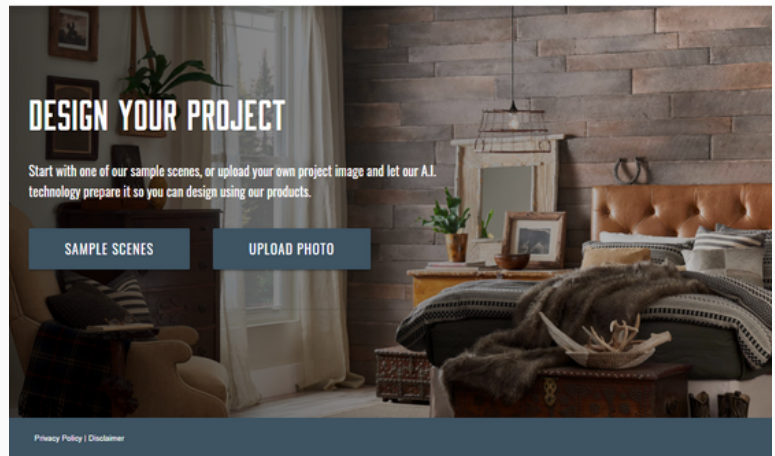 DESIGN YOUR PROJECT
Start with one of our sample scenes, or upload your own project image and let our A.I.
technology prepare it so you can design using our products.
SAMPLE SCENES
UPLOAD PHOTO
Privacy Policy | Disclaimer